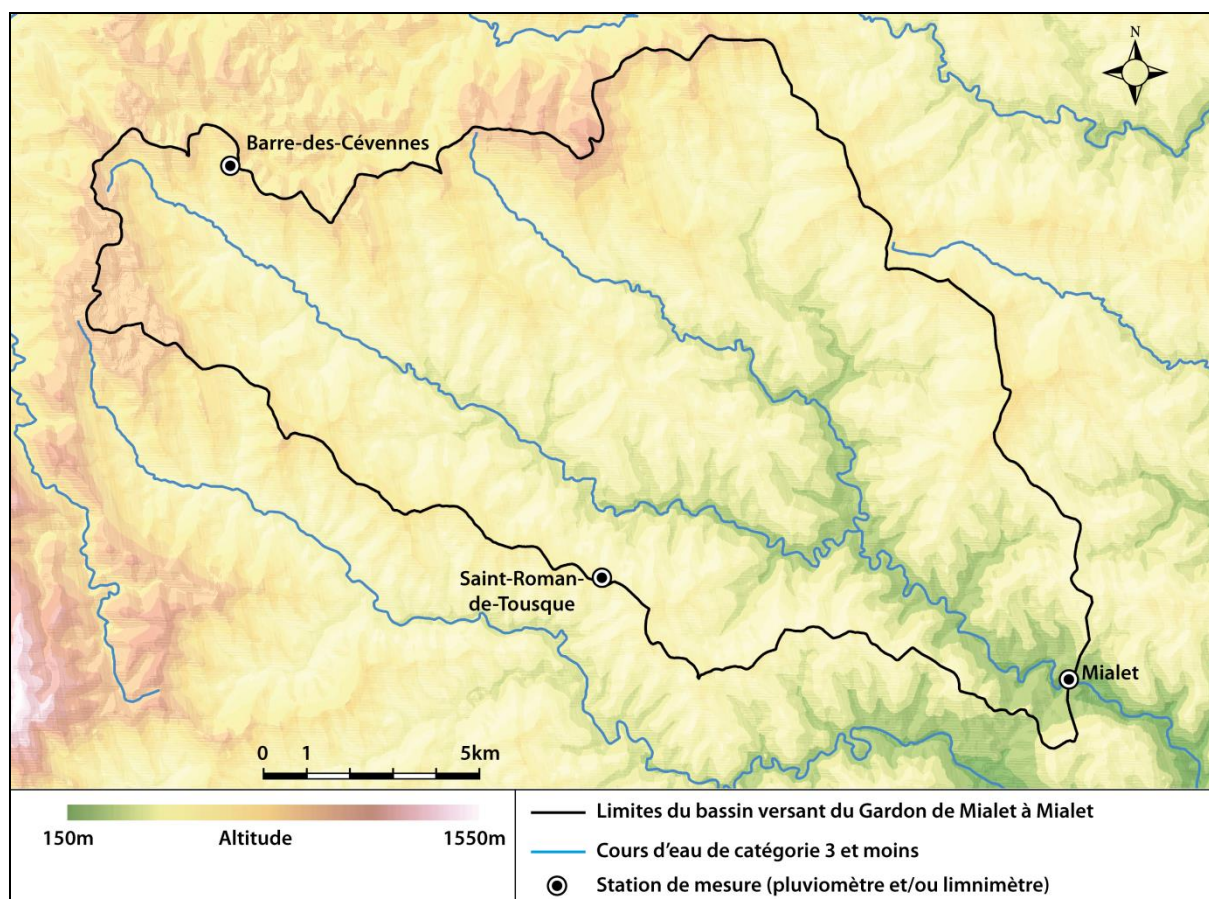 N
Barre-des-Cévennes
Saint-Roman-
de-Tousque
Mialet
0 1 5km
150m Altitude 1550m
Limites du bassin versant du Gardon de Mialet à Mialet
Cours d'eau de catégorie 3 et moins
Station de mesure (pluviomètre et/ou limnimètre)